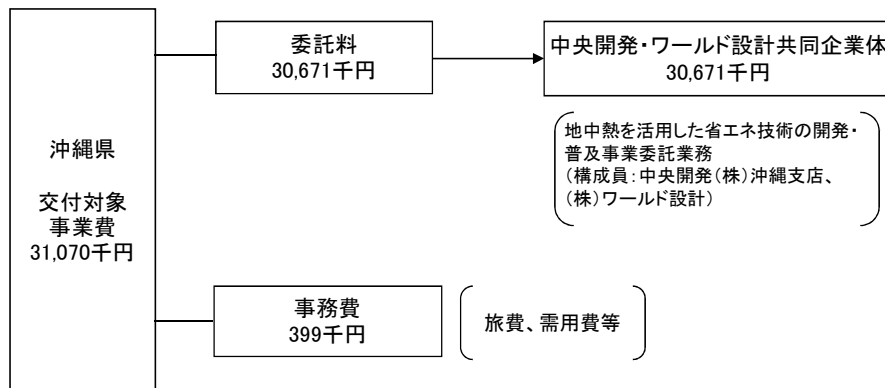 沖縄県
交付対象
事業費
31,070千円
委託料
30,671千円
中央開発・ワールド設計共同企業体
30,671千円
地中熱を活用した省エネ技術の開発・
普及事業委託業務
(構成員:中央開発(株)沖縄支店、
(株)ワールド設計)
事務費
399千円
旅費、需用費等